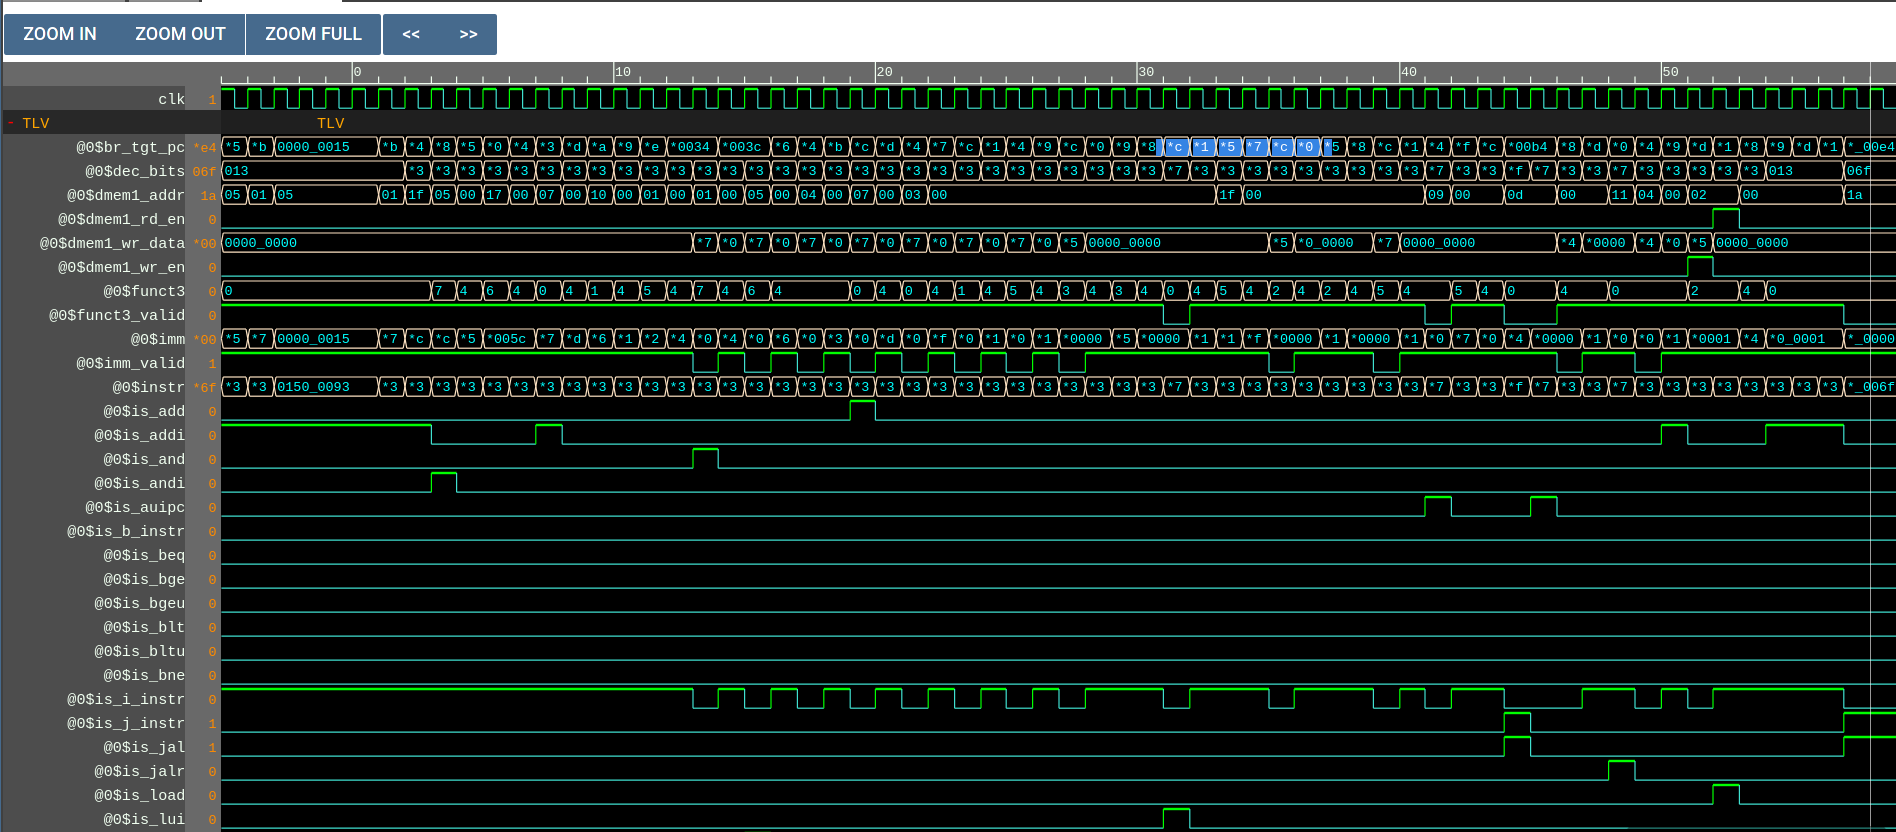 ZOOM IN ZOOM OUT ZOOM FULL << >>
0 10 20 30 40 50
clk 1
- TLV TLV
@0$br_tgt_pc *e4 *5 *b 0000_0015 *b *4 *8 *5 *0 *4 *3 *d *a *9 *e *0034 *003c *6 *4 *b *c *d *4 *7 *c *1 *4 *9 *c *0 *9 *8 *c *1 *5 *7 *c *0 *5 *8 *c *1 *4 *f *c *00b4 *8 *d *0 *4 *9 *d *1 *8 *9 *d *1 *_00e4
@0$dec_bits 06f 013 *3 *3 *3 *3 *3 *3 *3 *3 *3 *3 *3 *3 *3 *3 *3 *3 *3 *3 *3 *3 *3 *3 *3 *3 *3 *3 *3 *3 *3 *7 *3 *3 *3 *3 *3 *3 *3 *3 *3 *7 *3 *3 *f *7 *3 *3 *7 *3 *3 *3 *3 *3 013 06f
@0$dmem1_addr 1a 05 01 05 01 1f 05 00 17 00 07 00 10 00 01 00 01 00 05 00 04 00 07 00 03 00 1f 00 09 00 0d 00 11 04 00 02 00 1a
@0$dmem1_rd_en 0
@0$dmem1_wr_data *00 0000_0000 *7 *0 *7 *0 *7 *0 *7 *0 *7 *0 *7 *0 *7 *0 *5 0000_0000 *5 *0_0000 *7 0000_0000 *4 *0000 *4 *0 *5 0000_0000
@0$dmem1_wr_en 0
@0$funct3 0 0 7 4 6 4 0 4 1 4 5 4 7 4 6 4 0 4 0 4 1 4 5 4 3 4 3 4 0 4 5 4 2 4 2 4 5 4 5 4 0 4 0 2 4 0
@0$funct3_valid 0
@0$imm *00 *5 *7 0000_0015 *7 *c *c *5 *005c *7 *d *6 *1 *2 *4 *0 *4 *0 *6 *0 *3 *0 *d *0 *f *0 *1 *0 *1 *0000 *5 *0000 *1 *1 *f *0000 *1 *0000 *1 *0 *7 *0 *4 *0000 *1 *0 *0 *1 *0001 *4 *0_0001 *_0000
@0$imm_valid 1
@0$instr *6f *3 *3 0150_0093 *3 *3 *3 *3 *3 *3 *3 *3 *3 *3 *3 *3 *3 *3 *3 *3 *3 *3 *3 *3 *3 *3 *3 *3 *3 *3 *3 *3 *3 *3 *7 *3 *3 *3 *3 *3 *3 *3 *3 *3 *7 *3 *3 *f *7 *3 *3 *7 *3 *3 *3 *3 *3 *3 *3 *3 *_006f
@0$is_add 0
@0$is_addi 0
@0$is_and 0
@0$is_andi 0
@0$is_auipc 0
@0$is_b_instr 0
@0$is_beq 0
@0$is_bge 0
@0$is_bgeu 0
@0$is_blt 0
@0$is_bltu 0
@0$is_bne 0
@0$is_i_instr 0
@0$is_j_instr 1
@0$is_jal 1
@0$is_jalr 0
@0$is_load 0
@0$is_lui 0